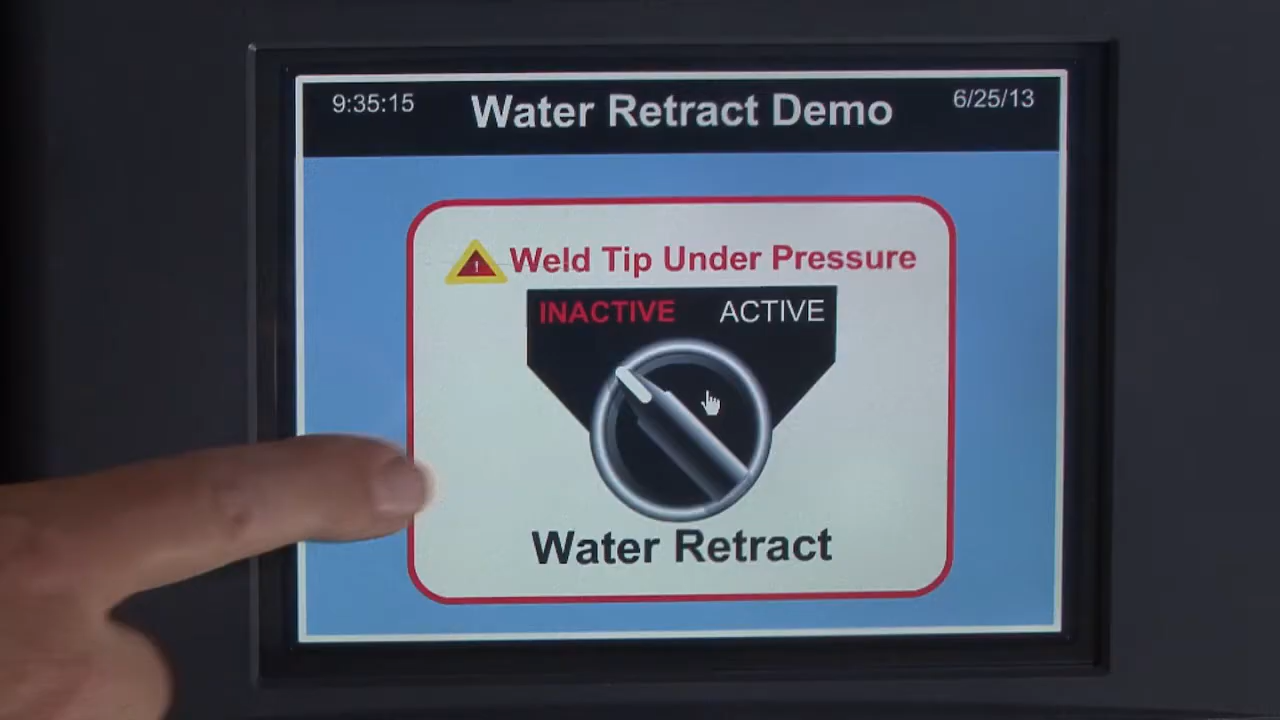 9:35:15 Water Retract Demo 6/25/13
! Weld Tip Under Pressure
INACTIVE ACTIVE
Water Retract